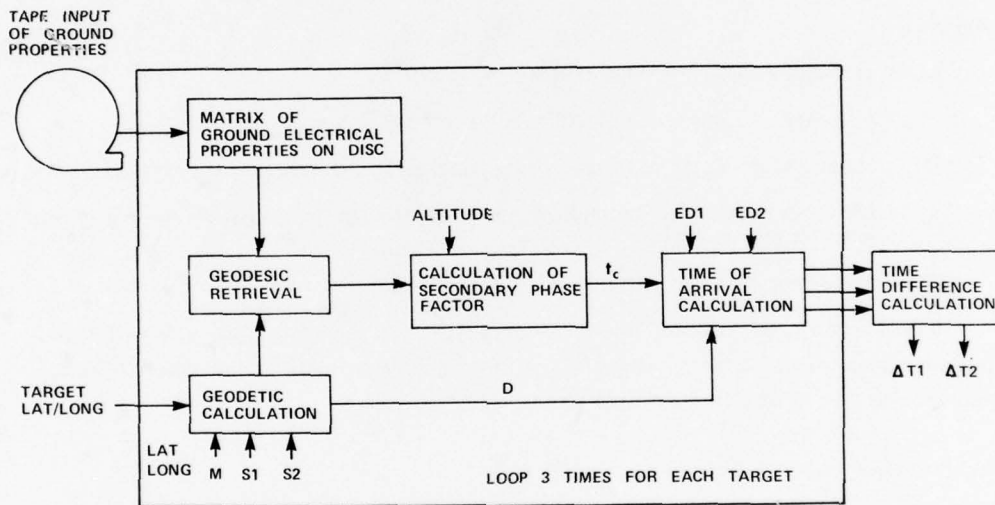 TAPE INPUT
OF GROUND
PROPERTIES
MATRIX OF
GROUND ELECTRICAL
PROPERTIES ON DISC
ALTITUDE
ED1 ED2
GEODESIC
RETRIEVAL
CALCULATION OF
SECONDARY PHASE
FACTOR
tc
TIME OF
ARRIVAL
CALCULATION
TIME
DIFFERENCE
CALCULATION
ΔT1 ΔT2
TARGET
LAT/LONG
GEODETIC
CALCULATION
D
LAT
LONG
M S1 S2
LOOP 3 TIMES FOR EACH TARGET